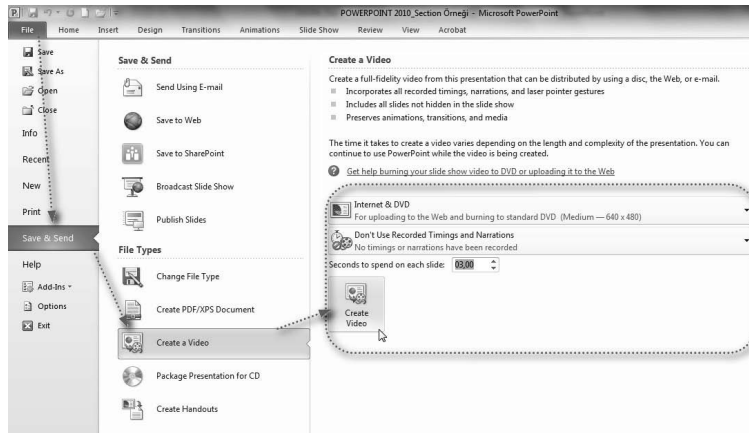 POWERPOINT 2010_Section Örneği - Microsoft PowerPoint
File Home Insert Design Transitions Animations Slide Show Review View Acrobat
Save
Save As
Open
Close
Info
Recent
New
Print
Save & Send
Help
Add-Ins
Options
Exit
Save & Send
Send Using E-mail
Save to Web
Save to SharePoint
Broadcast Slide Show
Publish Slides
File Types
Change File Type
Create PDF/XPS Document
Create a Video
Package Presentation for CD
Create Handouts
Create a Video
Create a full-fidelity video from this presentation that can be distributed by using a disc, the Web, or e-mail.
Incorporates all recorded timings, narrations, and laser pointer gestures
Includes all slides not hidden in the slide show
Preserves animations, transitions, and media
The time it takes to create a video varies depending on the length and complexity of the presentation. You can
continue to use PowerPoint while the video is being created.
Get help burning your slide show video to DVD or uploading it to the Web
Internet & DVD
For uploading to the Web and burning to standard DVD (Medium — 640 x 480)
Don't Use Recorded Timings and Narrations
No timings or narrations have been recorded
Seconds to spend on each slide: 03,00
Create
Video